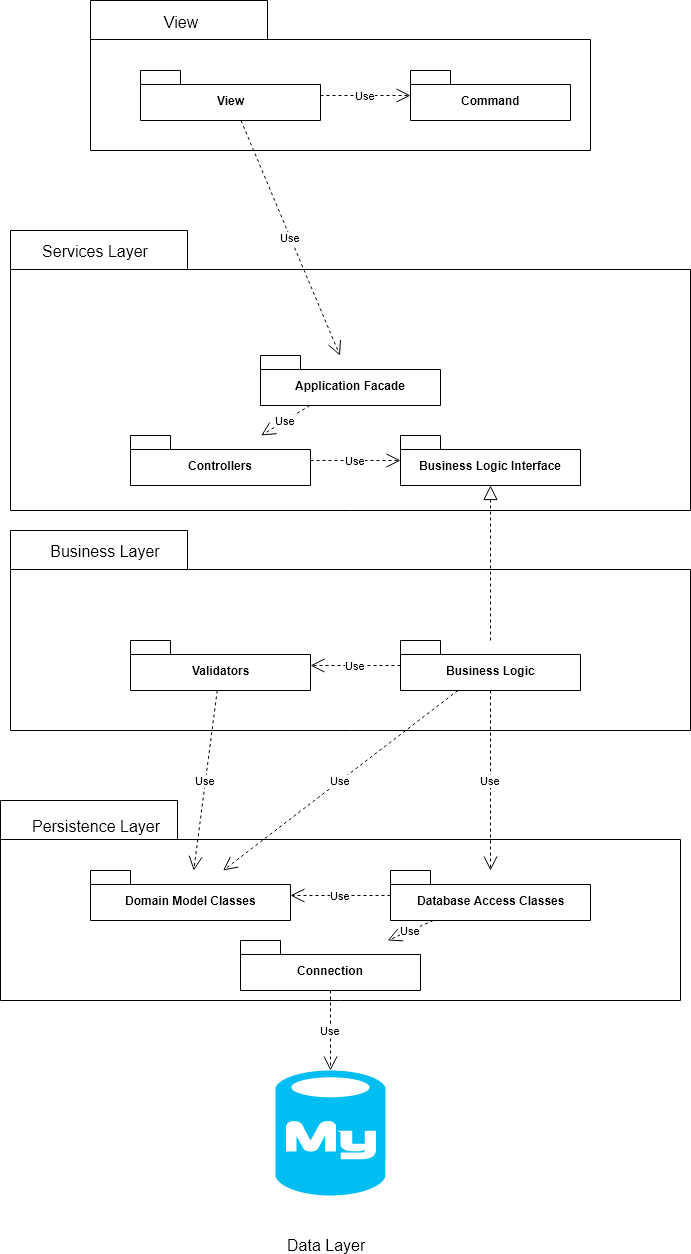 View
View
Use
Command
Use
Services Layer
Application Facade
Use
Controllers
Use
Business Logic Interface
Business Layer
Validators
Use
Business Logic
Use
Use
Use
Persistence Layer
Domain Model Classes
Use
Database Access Classes
Use
Connection
Use
My
Data Layer